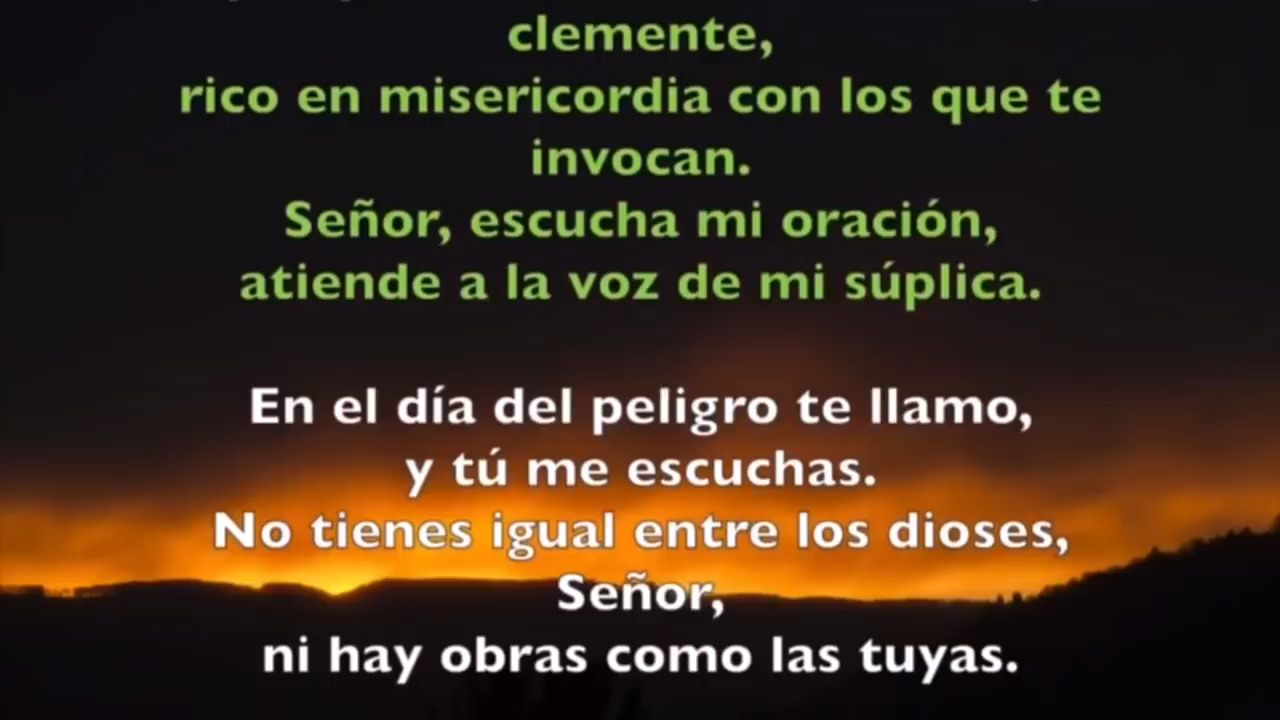 clemente,
rico en misericordia con los que te
invocan.
Señor, escucha mi oración,
atiende a la voz de mi súplica.
En el día del peligro te llamo,
y tú me escuchas.
No tienes igual entre los dioses,
Señor,
ni hay obras como las tuyas.